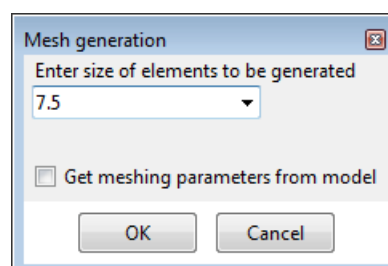 Mesh generation
Enter size of elements to be generated
7.5
Get meshing parameters from model
OK
Cancel